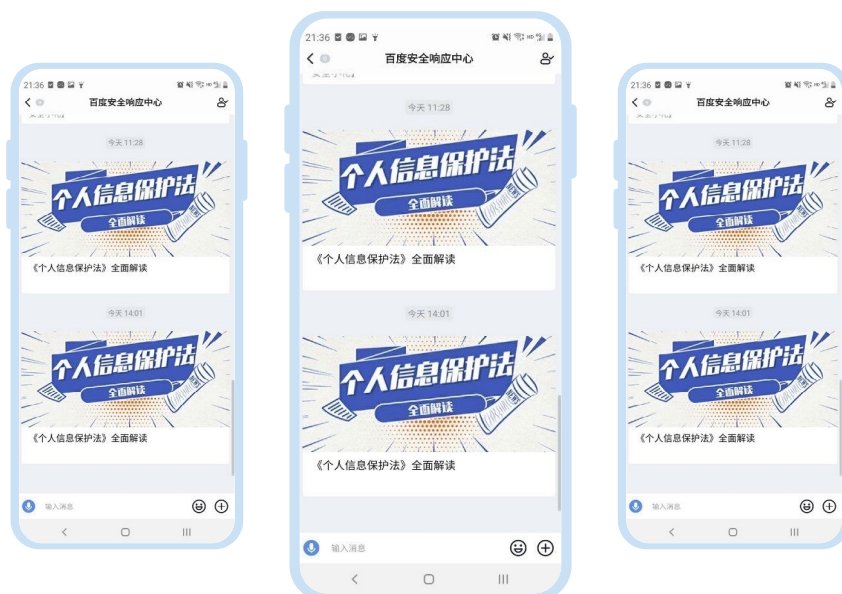 21:36
百度安全响应中心
今天 11:28
个人信息保护法
全面解读
《个人信息保护法》全面解读
今天 14:01
个人信息保护法
全面解读
《个人信息保护法》全面解读
输入消息
21:36
百度安全响应中心
今天 11:28
个人信息保护法
全面解读
《个人信息保护法》全面解读
今天 14:01
个人信息保护法
全面解读
《个人信息保护法》全面解读
输入消息
21:36
百度安全响应中心
今天 11:28
个人信息保护法
全面解读
《个人信息保护法》全面解读
今天 14:01
个人信息保护法
全面解读
《个人信息保护法》全面解读
输入消息